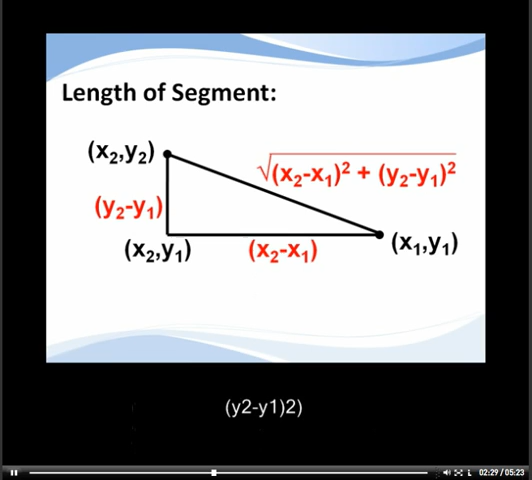 Length of Segment:
(x₂,y₂)
√(x₂-x₁)² + (y₂-y₁)²
(y₂-y₁)
(x₂,y₁)
(x₂-x₁)
(x₁,y₁)
(y2-y1)2)
L 02:29 / 05:23